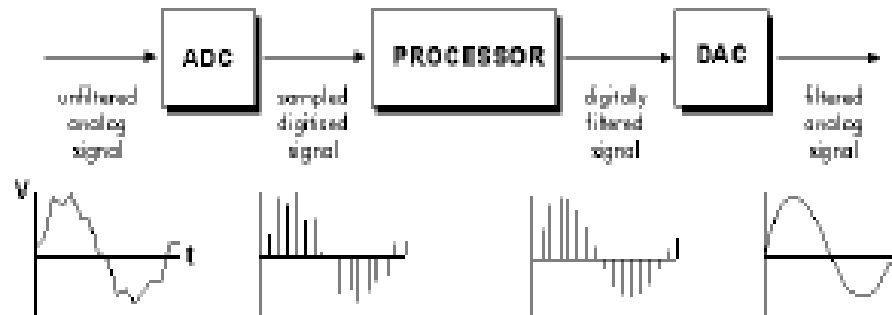 ADC
PROCESSOR
DAC
unfiltered
analog
signal
sampled
digitised
signal
digitally
filtered
signal
filtered
analog
signal
V
t